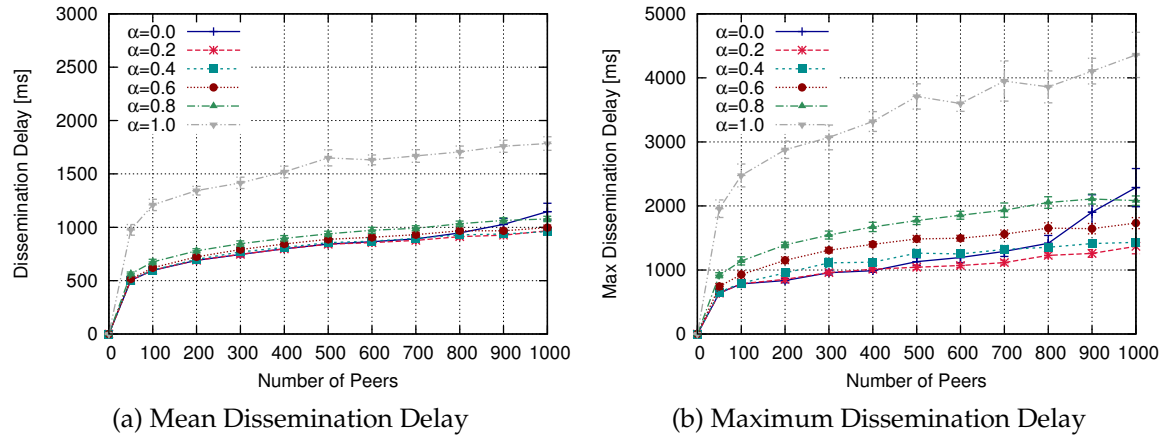 3000
2500
2000
1500
1000
500
0
Dissemination Delay [ms]
α=0.0
α=0.2
α=0.4
α=0.6
α=0.8
α=1.0
0 100 200 300 400 500 600 700 800 900 1000
Number of Peers
(a) Mean Dissemination Delay
5000
4000
3000
2000
1000
0
Max Dissemination Delay [ms]
α=0.0
α=0.2
α=0.4
α=0.6
α=0.8
α=1.0
0 100 200 300 400 500 600 700 800 900 1000
Number of Peers
(b) Maximum Dissemination Delay